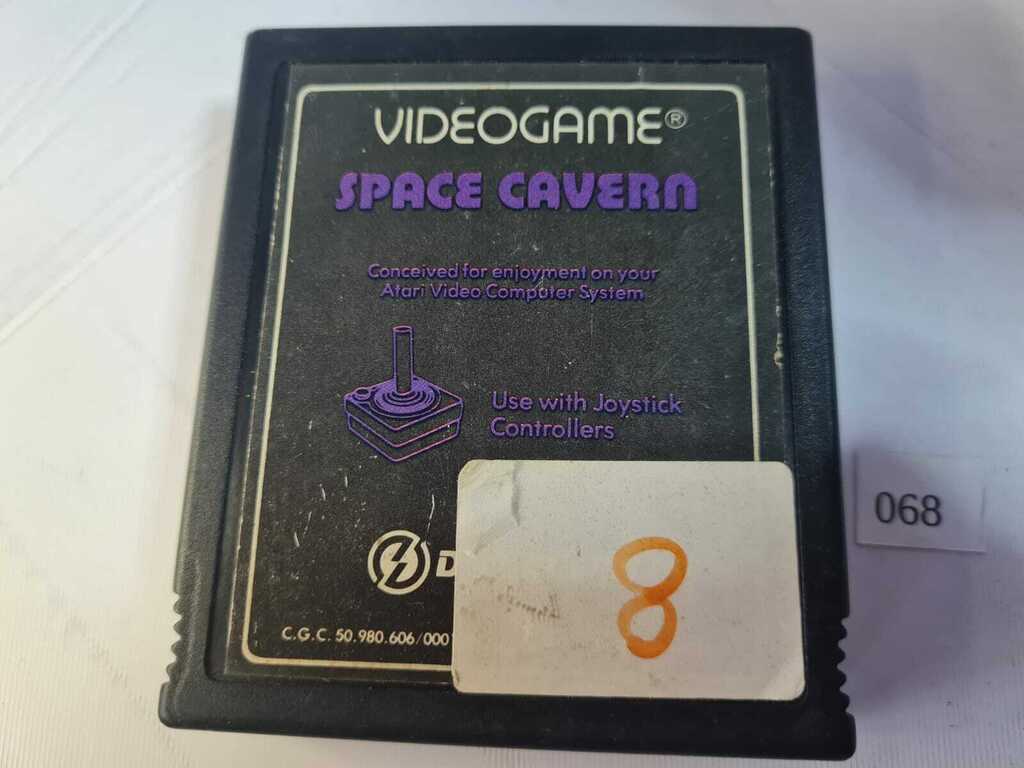 VIDEOGAME®
SPACE CAVERN
Conceived for enjoyment on your
Atari Video Computer System
Use with Joystick
Controllers
D
C.G.C. 50.980.606/000
8
068